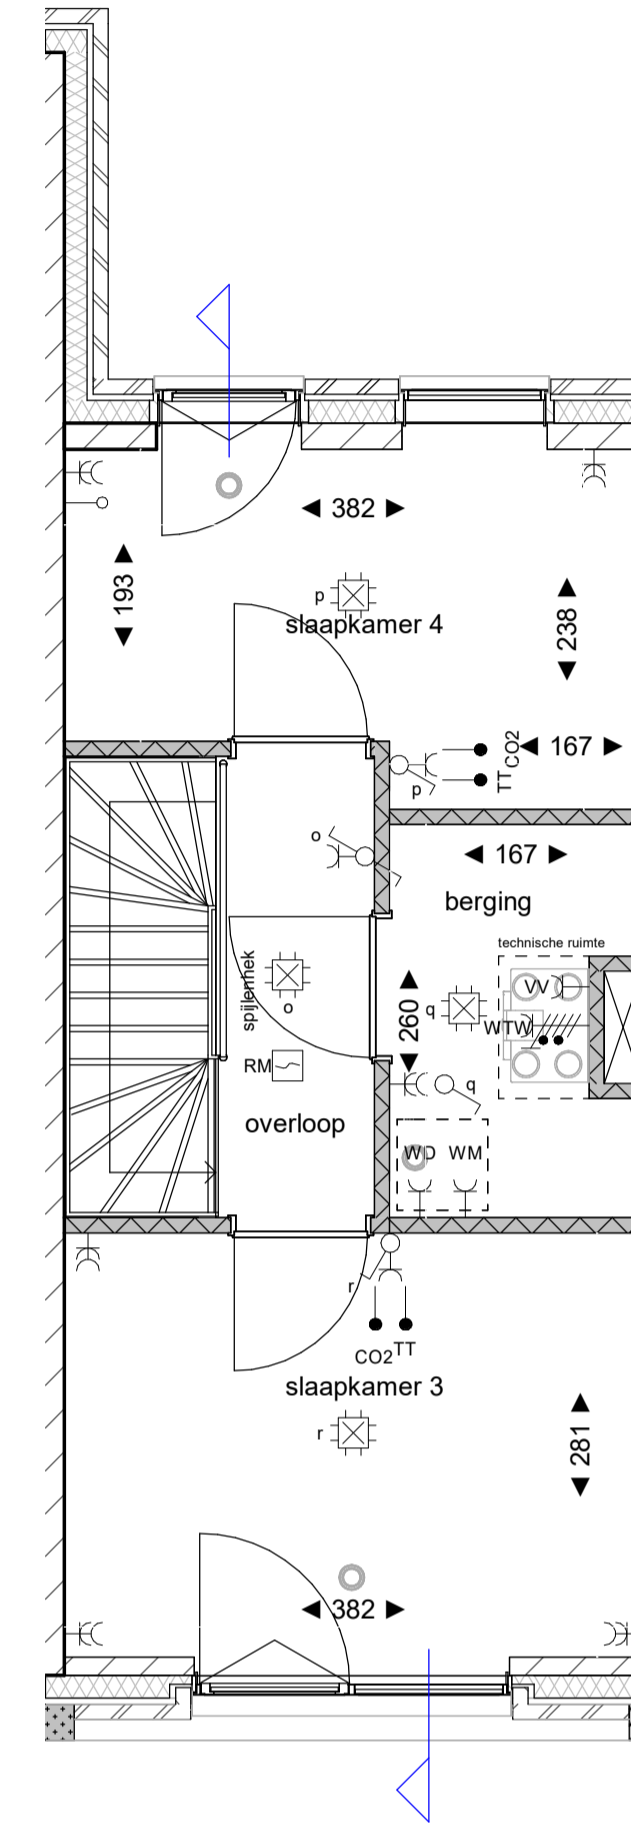 382
193
p
slaapkamer 4
238
CO2
TT
167
p
o
167
berging
technische ruimte
spijlenhek
VV
o
260
q
WTW
RM
q
overloop
WD WM
r
CO2 TT
slaapkamer 3
281
r
382